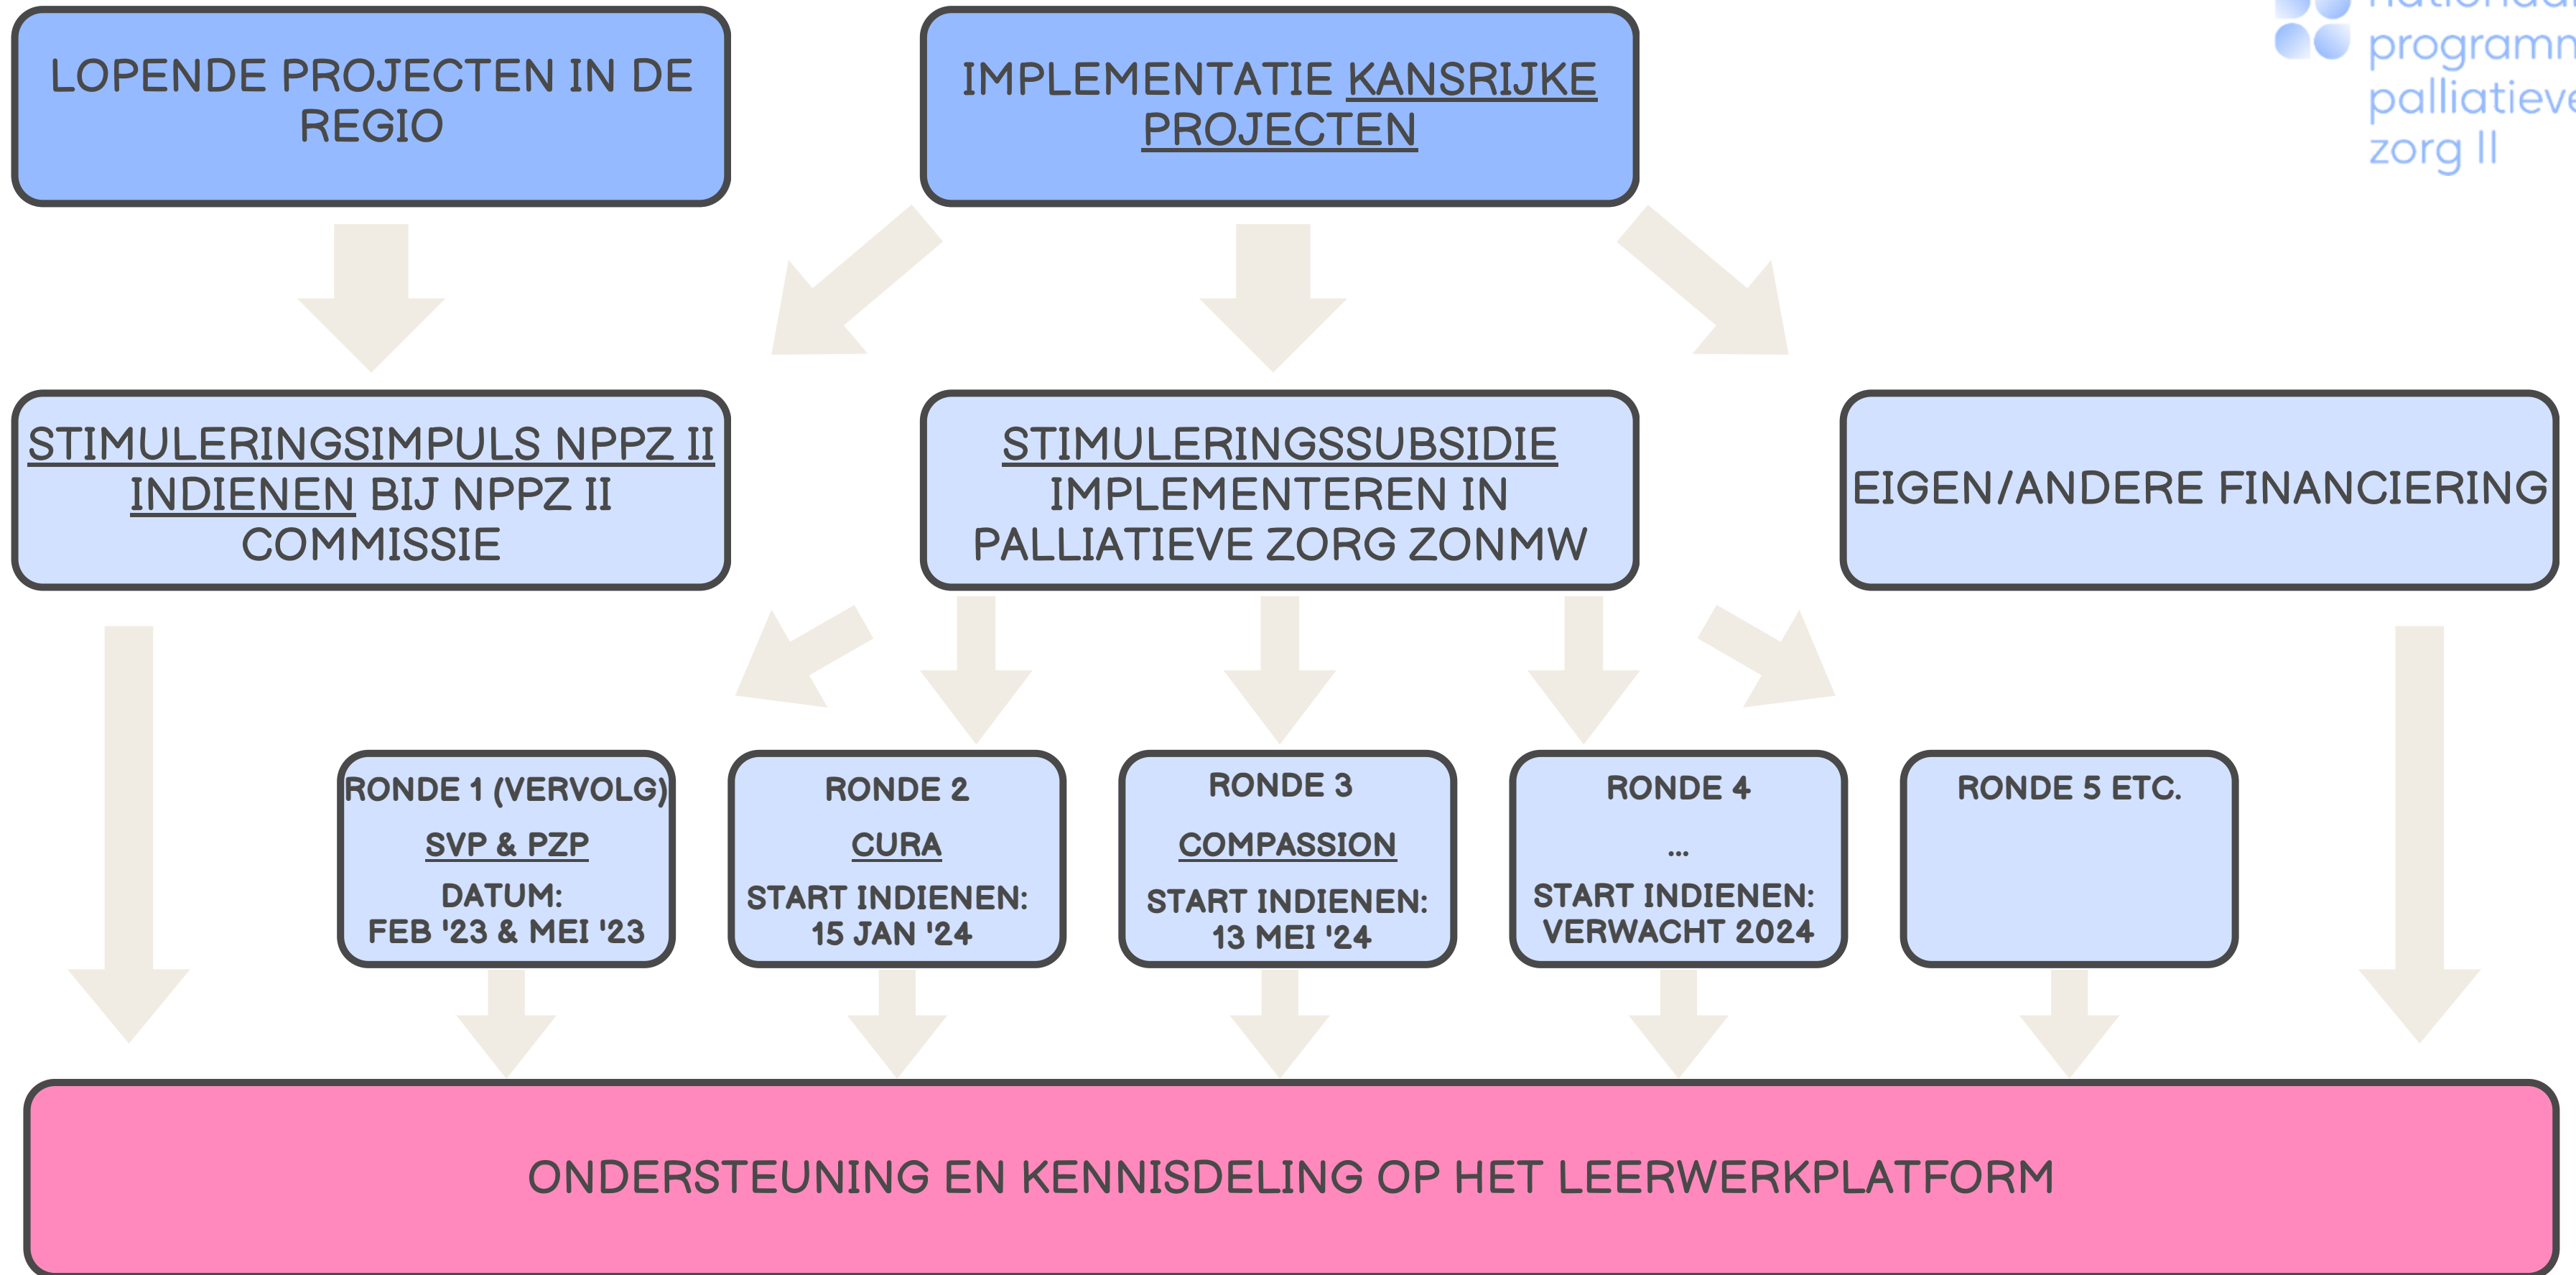 LOPENDE PROJECTEN IN DE
REGIO
IMPLEMENTATIE KANSRIJKE
PROJECTEN
palliatieve
zorg II
STIMULERINGSIMPULS NPPZ II
INDIENEN BIJ NPPZ II
COMMISSIE
STIMULERINGSSUBSIDIE
IMPLEMENTEREN IN
PALLIATIEVE ZORG ZONMW
EIGEN/ANDERE FINANCIERING
RONDE 1 (VERVOLG)
SVP & PZP
DATUM:
FEB '23 & MEI '23
RONDE 2
CURA
START INDIENEN:
15 JAN '24
RONDE 3
COMPASSION
START INDIENEN:
13 MEI '24
RONDE 4
...
START INDIENEN:
VERWACHT 2024
RONDE 5 ETC.
ONDERSTEUNING EN KENNISDELING OP HET LEERWERKPLATFORM